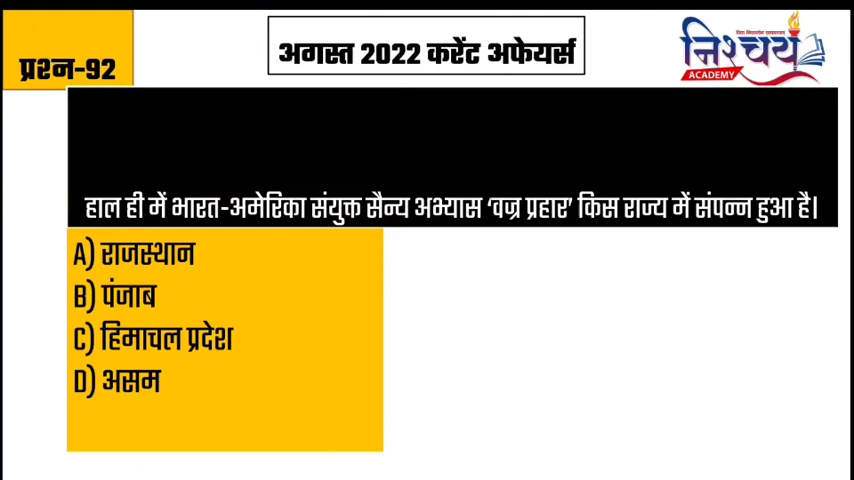 प्रश्न-92
अगस्त 2022 करेंट अफेयर्स
निश्चय
ACADEMY
हाल ही में भारत-अमेरिका संयुक्त सैन्य अभ्यास ‘वज्र प्रहार’ किस राज्य में संपन्न हुआ है।
A) राजस्थान
B) पंजाब
C) हिमाचल प्रदेश
D) असम